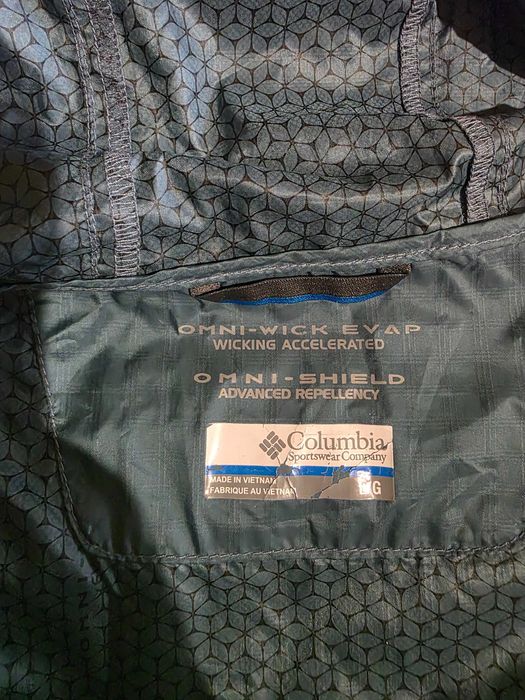 OMNI-WICK EVAP
WICKING ACCELERATED
OMNI-SHIELD
ADVANCED REPELLENCY
Columbia
Sportswear Company
MADE IN VIETNAM
FABRIQUE AU VIETNAM